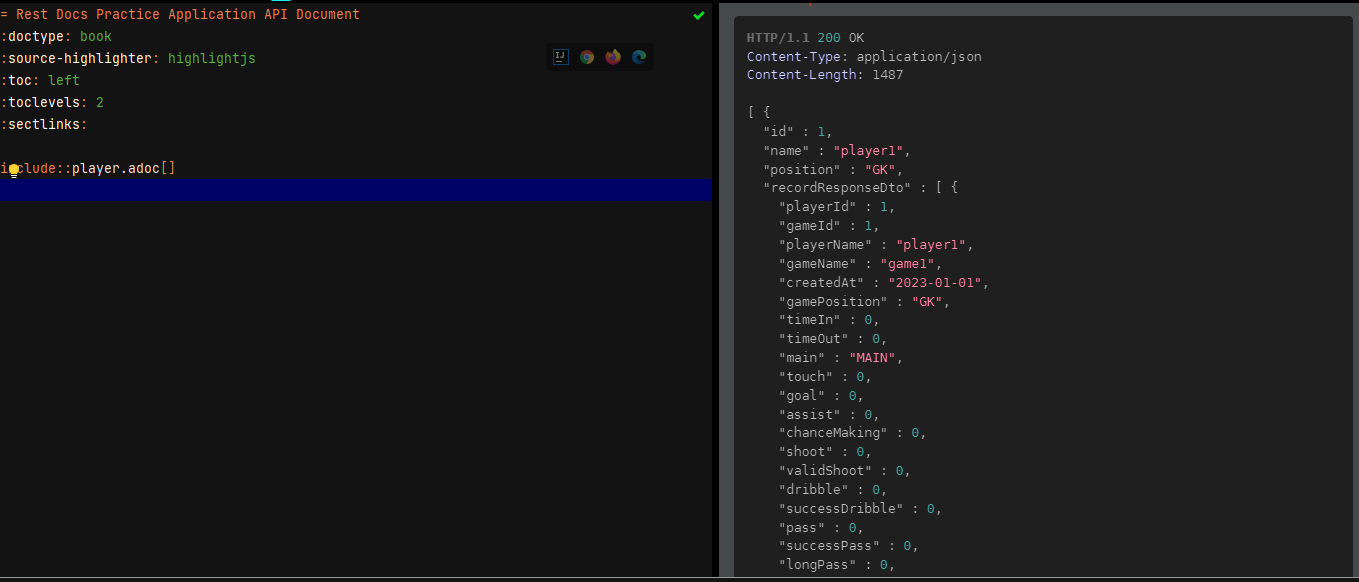 = Rest Docs Practice Application API Document
:doctype: book
:source-highlighter: highlightjs
:toc: left
:toclevels: 2
:sectlinks:
include::player.adoc[]
HTTP/1.1 200 OK
Content-Type: application/json
Content-Length: 1487
[ {
"id" : 1,
"name" : "player1",
"position" : "GK",
"recordResponseDto" : [ {
"playerId" : 1,
"gameId" : 1,
"playerName" : "player1",
"gameName" : "game1",
"createdAt" : "2023-01-01",
"gamePosition" : "GK",
"timeIn" : 0,
"timeOut" : 0,
"main" : "MAIN",
"touch" : 0,
"goal" : 0,
"assist" : 0,
"chanceMaking" : 0,
"shoot" : 0,
"validShoot" : 0,
"dribble" : 0,
"successDribble" : 0,
"pass" : 0,
"successPass" : 0,
"longPass" : 0,